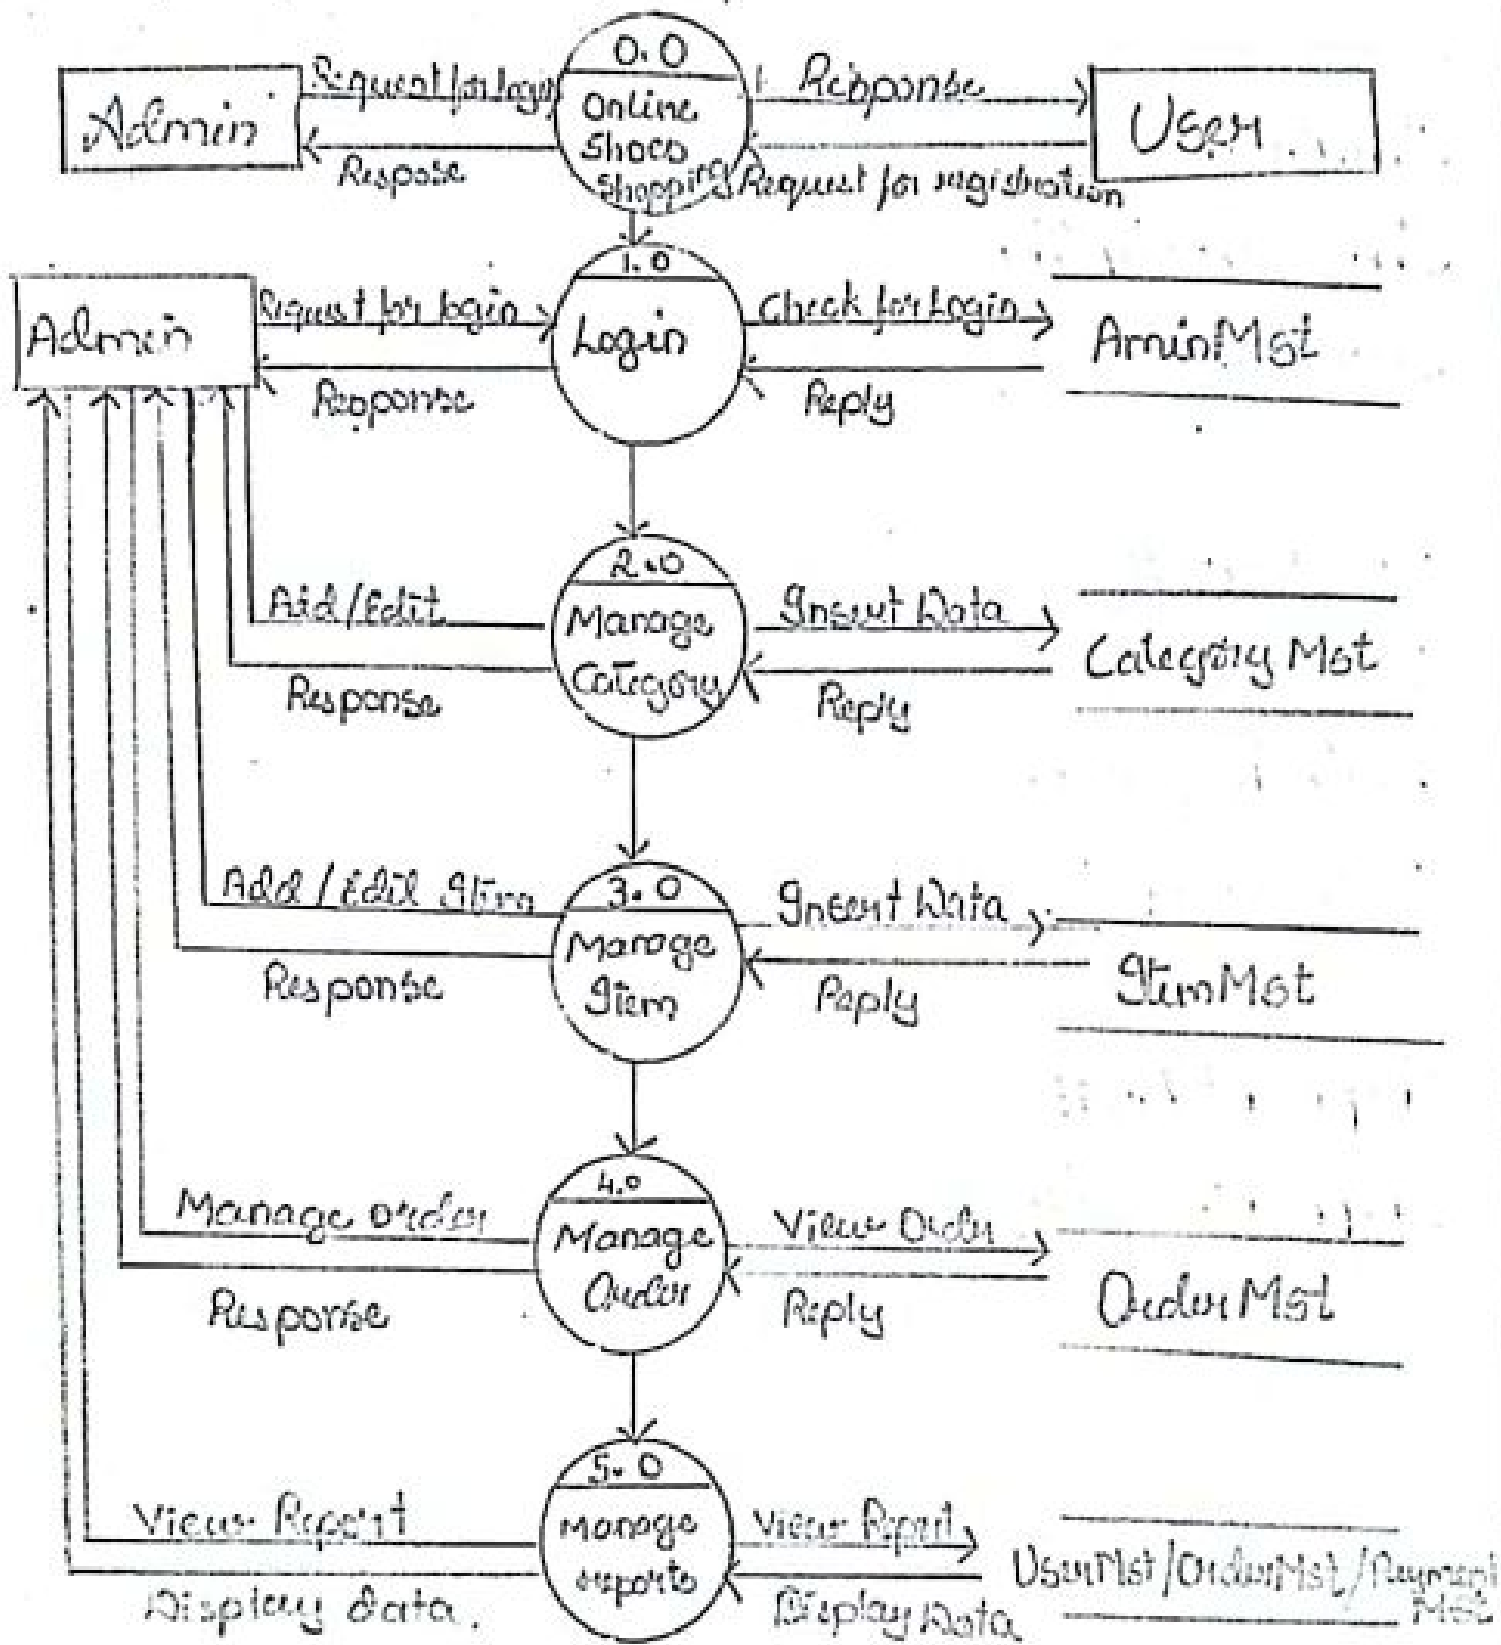 0.0
Request for login
Response
Admin
Online
Shoes
Shopping
User
Respose
Request for registration
1.0
Request for login
Check for Login
Admin
Login
AminMst
Response
Reply
2.0
Add/Edit
Manage
Category
Insert Data
Category Mst
Response
Reply
Add / Edit Item
3.0
Insert Data
Manage
Item
ItemMst
Response
Reply
4.0
Manage order
Manage
Order
View Order
OrderMst
Response
Reply
5.0
View Report
Manage
reports
View Report
UserMst/OrderMst/Payment
Mst
Display data.
Display Data